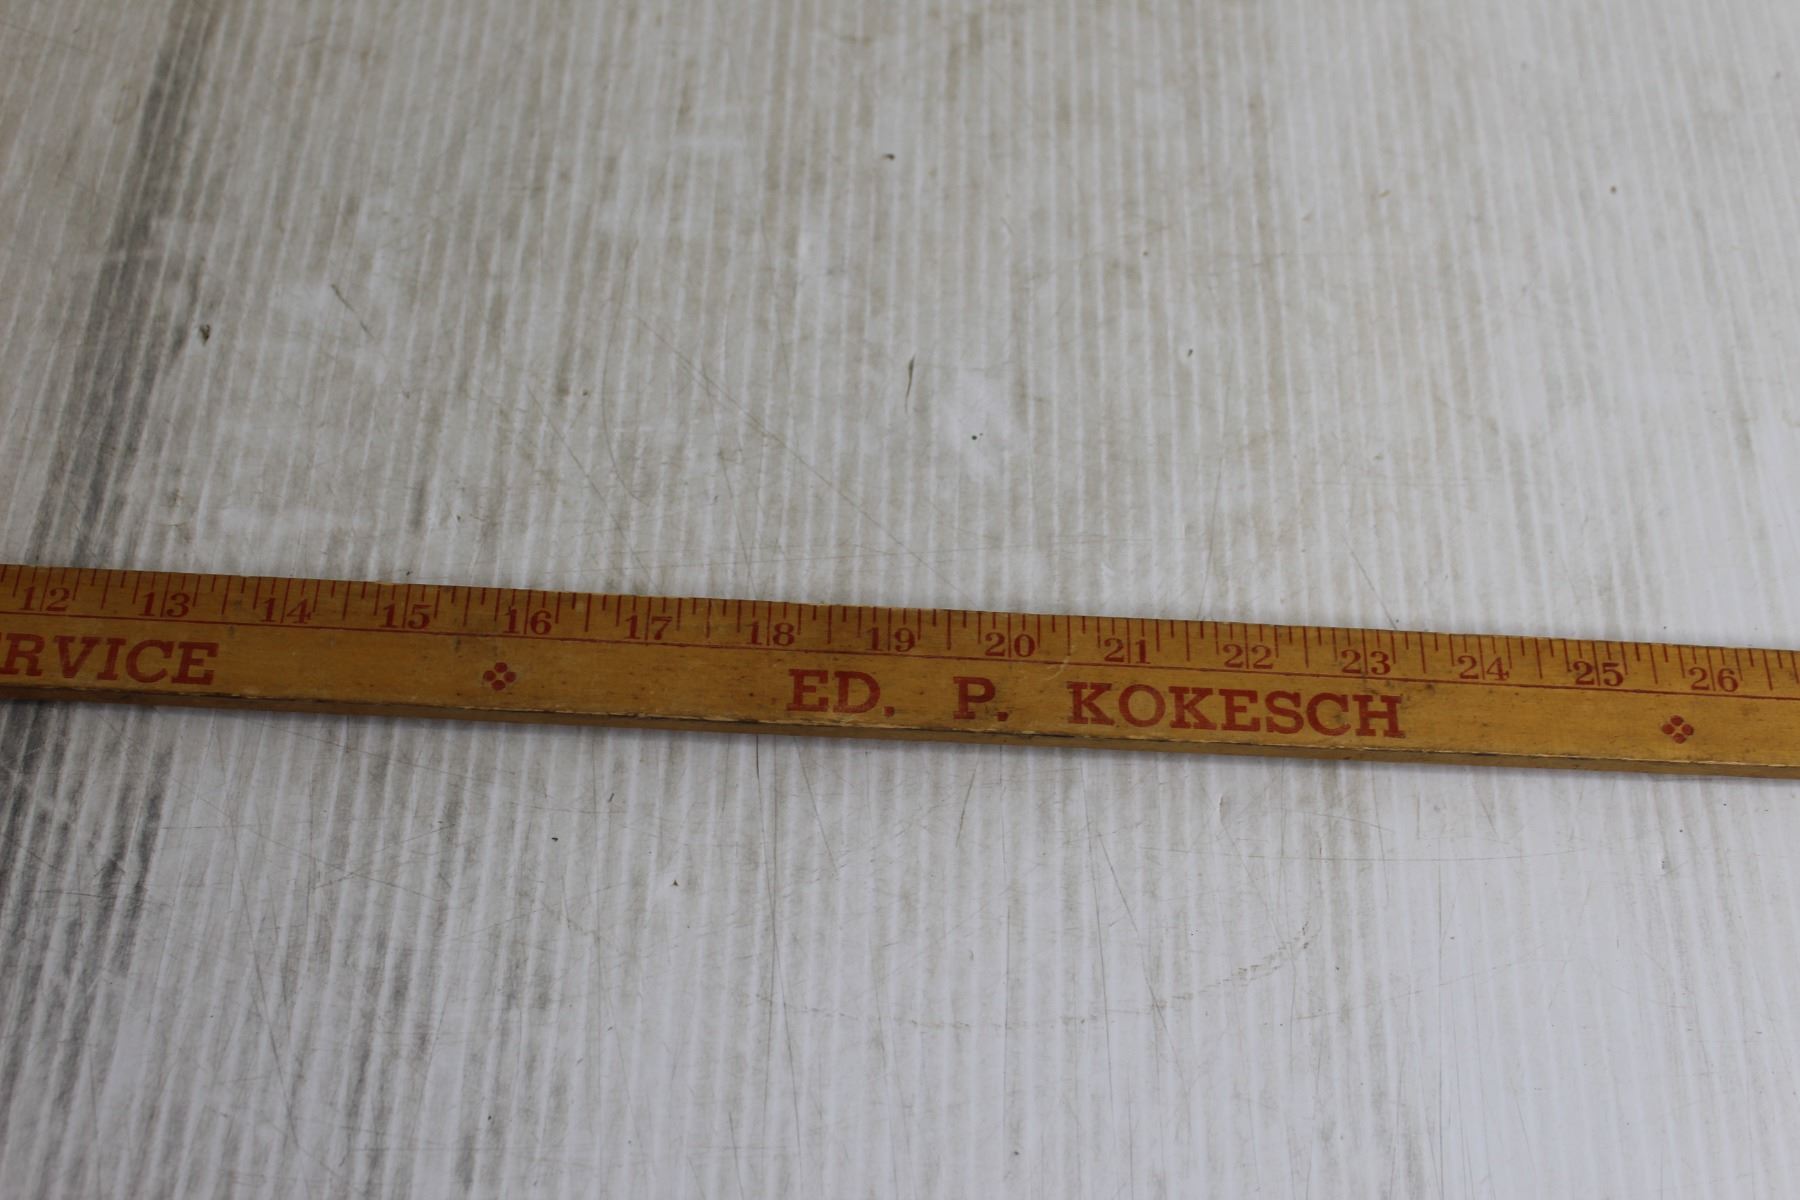 12 13 14 15 16 17 18 19 20 21 22 23 24 25 26
RVICE ED. P. KOKESCH